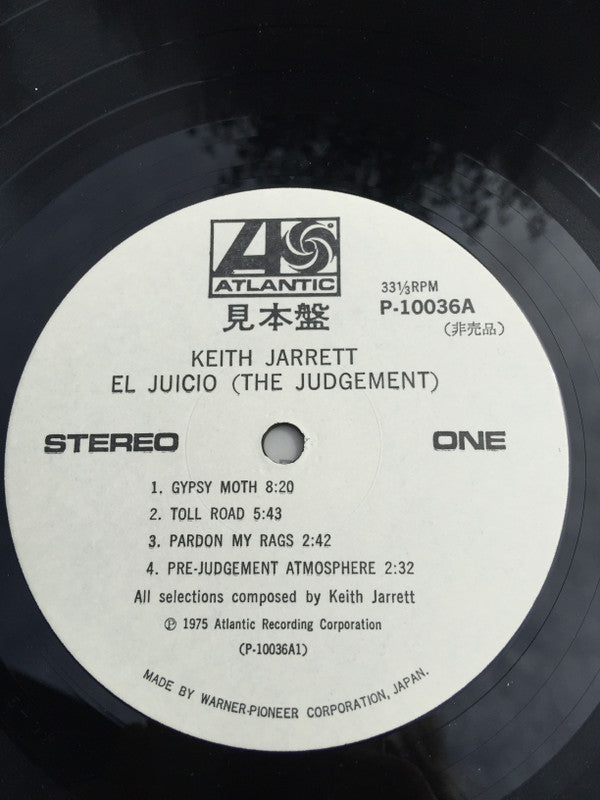 ATLANTIC
見本盤
33⅓RPM
P-10036A
(非売品)
KEITH JARRETT
EL JUICIO (THE JUDGEMENT)
STEREO
ONE
1. GYPSY MOTH 8:20
2. TOLL ROAD 5:43
3. PARDON MY RAGS 2:42
4. PRE-JUDGEMENT ATMOSPHERE 2:32
All selections composed by Keith Jarrett
℗ 1975 Atlantic Recording Corporation
(P-10036A1)
MADE BY WARNER-PIONEER CORPORATION, JAPAN.